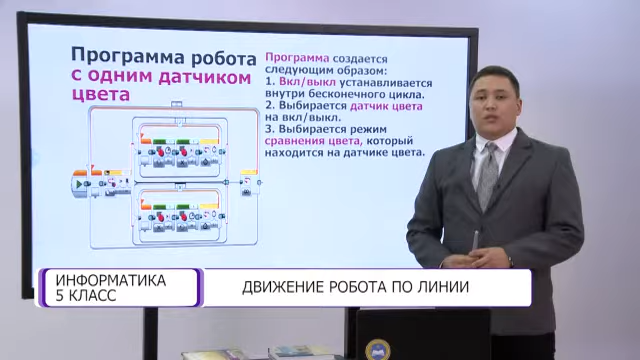 Программа робота
с одним датчиком
цвета
Программа создается
следующим образом:
1. Вкл/выкл устанавливается
внутри бесконечного цикла.
2. Выбирается датчик цвета
на вкл/выкл.
3. Выбирается режим
сравнения цвета, который
находится на датчике цвета.
ИНФОРМАТИКА
5 КЛАСС
ДВИЖЕНИЕ РОБОТА ПО ЛИНИИ